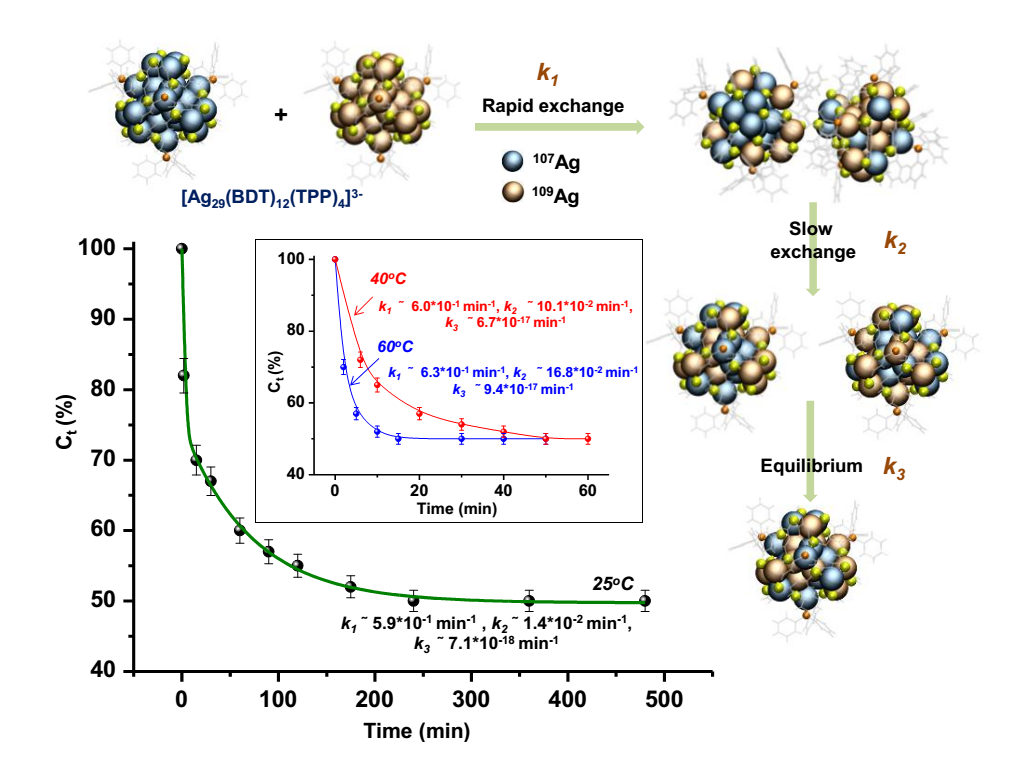 k₁
Rapid exchange
+
¹⁰⁷Ag
¹⁰⁹Ag
[Ag₂₉(BDT)₁₂(TPP)₄]³⁻
Slow
exchange
k₂
Equilibrium
k₃
100
90
80
70
60
50
40
Cₜ (%)
0
100
200
300
400
500
Time (min)
25°C
k₁ ~ 5.9*10⁻¹ min⁻¹ , k₂ ~ 1.4*10⁻² min⁻¹,
k₃ ~ 7.1*10⁻¹⁸ min⁻¹
100
80
60
40
Cₜ (%)
0
20
40
60
Time (min)
40°C
k₁ ~ 6.0*10⁻¹ min⁻¹, k₂ ~ 10.1*10⁻² min⁻¹,
k₃ ~ 6.7*10⁻¹⁷ min⁻¹
60°C
k₁ ~ 6.3*10⁻¹ min⁻¹, k₂ ~ 16.8*10⁻² min⁻¹
k₃ ~ 9.4*10⁻¹⁷ min⁻¹